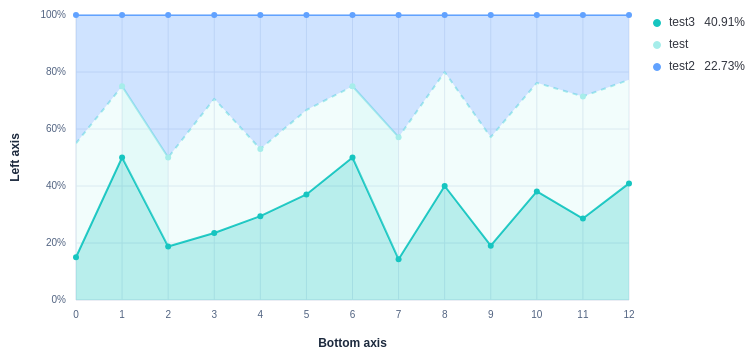 100%
80%
60%
40%
20%
0%
Left axis
0 1 2 3 4 5 6 7 8 9 10 11 12
Bottom axis
test3 40.91%
test
test2 22.73%